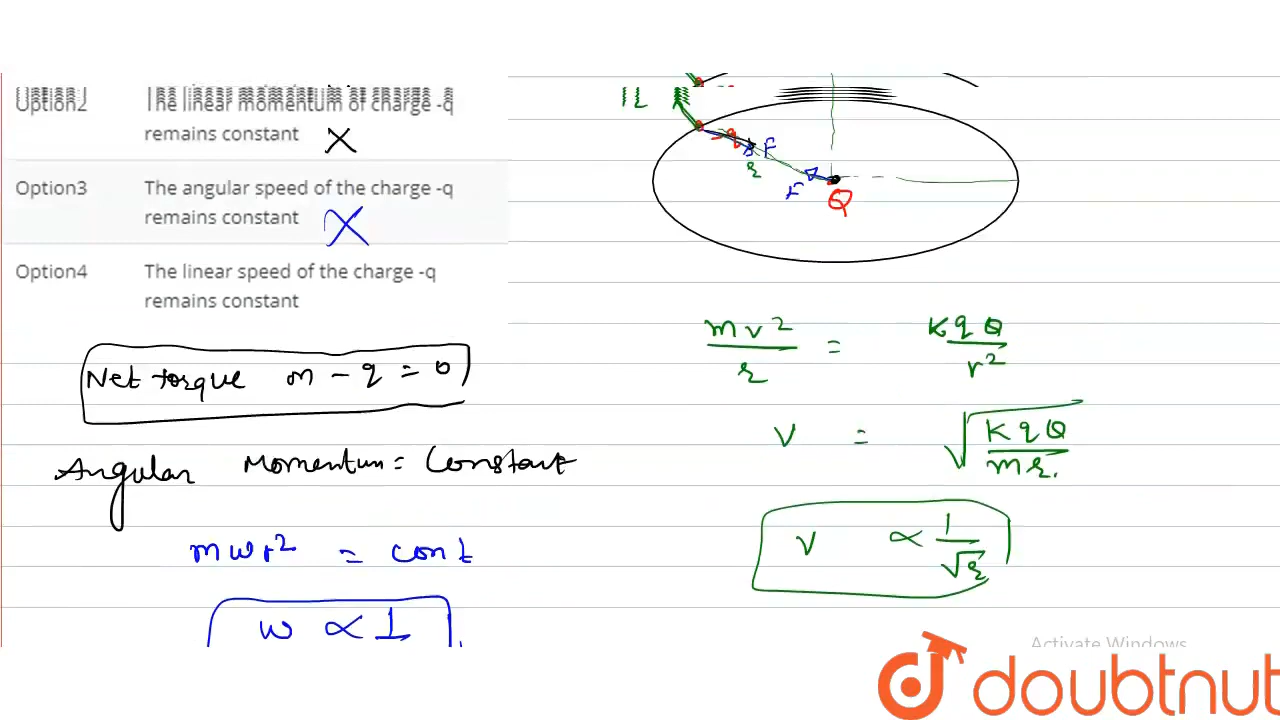 Option2 The linear momentum of charge -q
remains constant X
Option3 The angular speed of the charge -q
remains constant X
Option4 The linear speed of the charge -q
remains constant
Net torque on - q = 0
Angular Momentum = Constant
mwr² = cont
w ∝ 1
-q F
r
F
Q
mv²/r = KqQ/r²
v = √(KqQ/mr)
v ∝ 1/√r
Activate Windows
doubtnut